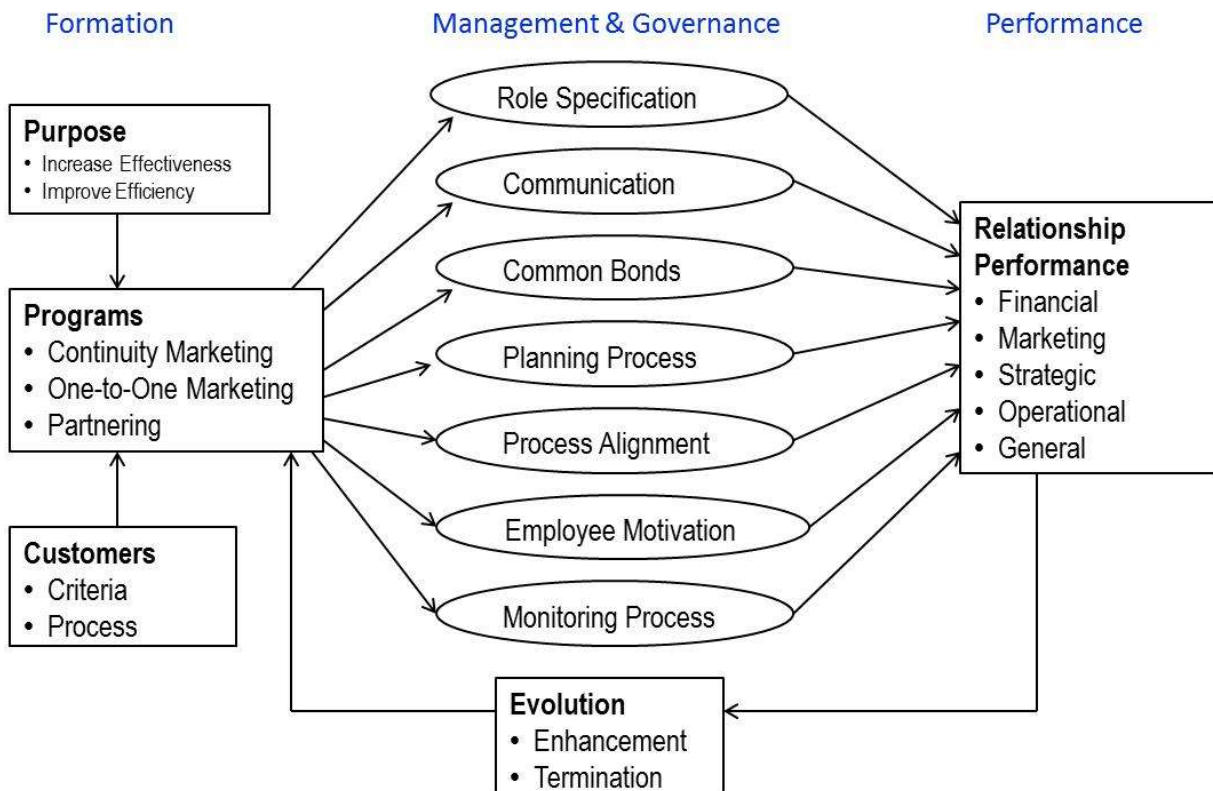 Formation
Management & Governance
Performance
Purpose
• Increase Effectiveness
• Improve Efficiency
Programs
• Continuity Marketing
• One-to-One Marketing
• Partnering
Customers
• Criteria
• Process
Role Specification
Communication
Common Bonds
Planning Process
Process Alignment
Employee Motivation
Monitoring Process
Relationship
Performance
• Financial
• Marketing
• Strategic
• Operational
• General
Evolution
• Enhancement
• Termination